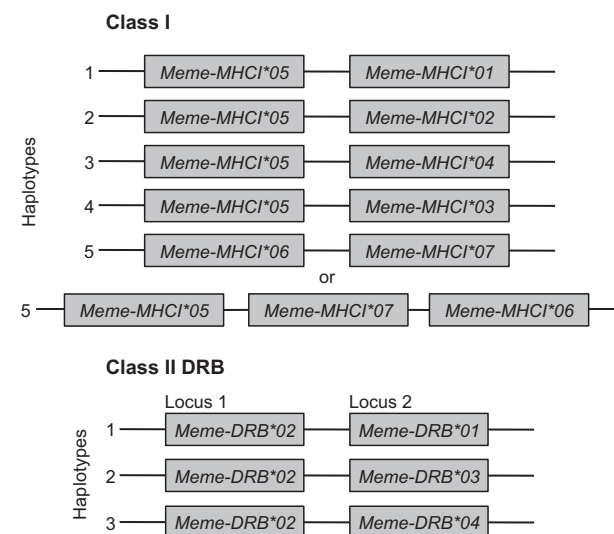 Class I
Haplotypes
1 Meme-MHCI*05 Meme-MHCI*01
2 Meme-MHCI*05 Meme-MHCI*02
3 Meme-MHCI*05 Meme-MHCI*04
4 Meme-MHCI*05 Meme-MHCI*03
5 Meme-MHCI*06 Meme-MHCI*07
or
5 Meme-MHCI*05 Meme-MHCI*07 Meme-MHCI*06
Class II DRB
Locus 1 Locus 2
Haplotypes
1 Meme-DRB*02 Meme-DRB*01
2 Meme-DRB*02 Meme-DRB*03
3 Meme-DRB*02 Meme-DRB*04